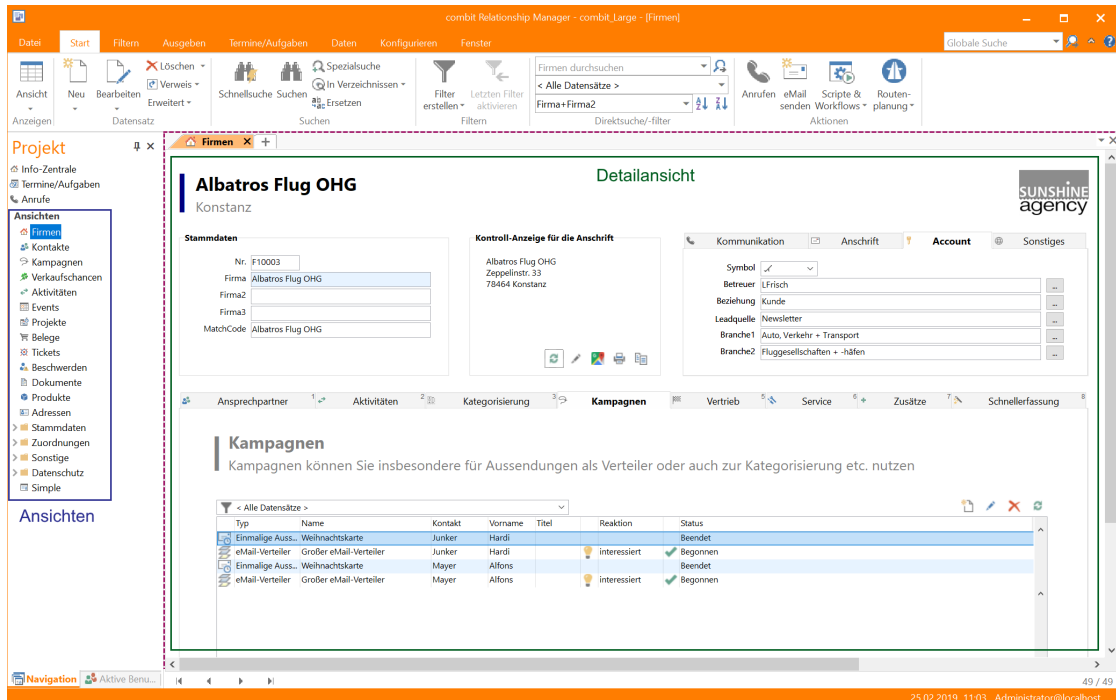 combit Relationship Manager - combit_Large - [Firmen]
Datei Start Filtern Ausgeben Termine/Aufgaben Daten Konfigurieren Fenster Globale Suche
Ansicht Neu Bearbeiten Löschen Verweis Erweitert
Anzeigen Datensatz
Schnellsuche Suchen Spezialsuche In Verzeichnissen Ersetzen
Suchen
Filter erstellen Letzten Filter aktivieren
Filtern
Firmen durchsuchen
< Alle Datensätze >
Firma+Firma2
Direktsuche/-filter
Anrufen eMail senden Scripte & Workflows Routen-planung
Aktionen
Projekt
Info-Zentrale
Termine/Aufgaben
Anrufe
Ansichten
Firmen
Kontakte
Kampagnen
Verkaufschancen
Aktivitäten
Events
Projekte
Belege
Tickets
Beschwerden
Dokumente
Produkte
Adressen
Stammdaten
Zuordnungen
Sonstige
Datenschutz
Simple
Ansichten
Firmen
Detailansicht
Albatros Flug OHG
Konstanz
SUNSHINE
agency
Stammdaten
Nr. F10003
Firma Albatros Flug OHG
Firma2
Firma3
MatchCode Albatros Flug OHG
Kontroll-Anzeige für die Anschrift
Albatros Flug OHG
Zeppelinstr. 33
78464 Konstanz
Kommunikation Anschrift Account Sonstiges
Symbol
Betreuer LFrisch ...
Beziehung Kunde ...
Leadquelle Newsletter ...
Branche1 Auto, Verkehr + Transport ...
Branche2 Fluggesellschaften + -häfen ...
Ansprechpartner 1 Aktivitäten 2 Kategorisierung 3 Kampagnen Vertrieb 5 Service 6 Zusätze 7 Schnellerfassung 8
Kampagnen
Kampagnen können Sie insbesondere für Aussendungen als Verteiler oder auch zur Kategorisierung etc. nutzen
< Alle Datensätze >
Typ Name Kontakt Vorname Titel Reaktion Status
Einmalige Auss... Weihnachtskarte Junker Hardi Beendet
eMail-Verteiler Großer eMail-Verteiler Junker Hardi interessiert Begonnen
Einmalige Auss... Weihnachtskarte Mayer Alfons Beendet
eMail-Verteiler Großer eMail-Verteiler Mayer Alfons interessiert Begonnen
Navigation Aktive Benu... 49 / 49
25.02.2019 11:03 Administrator@localhost